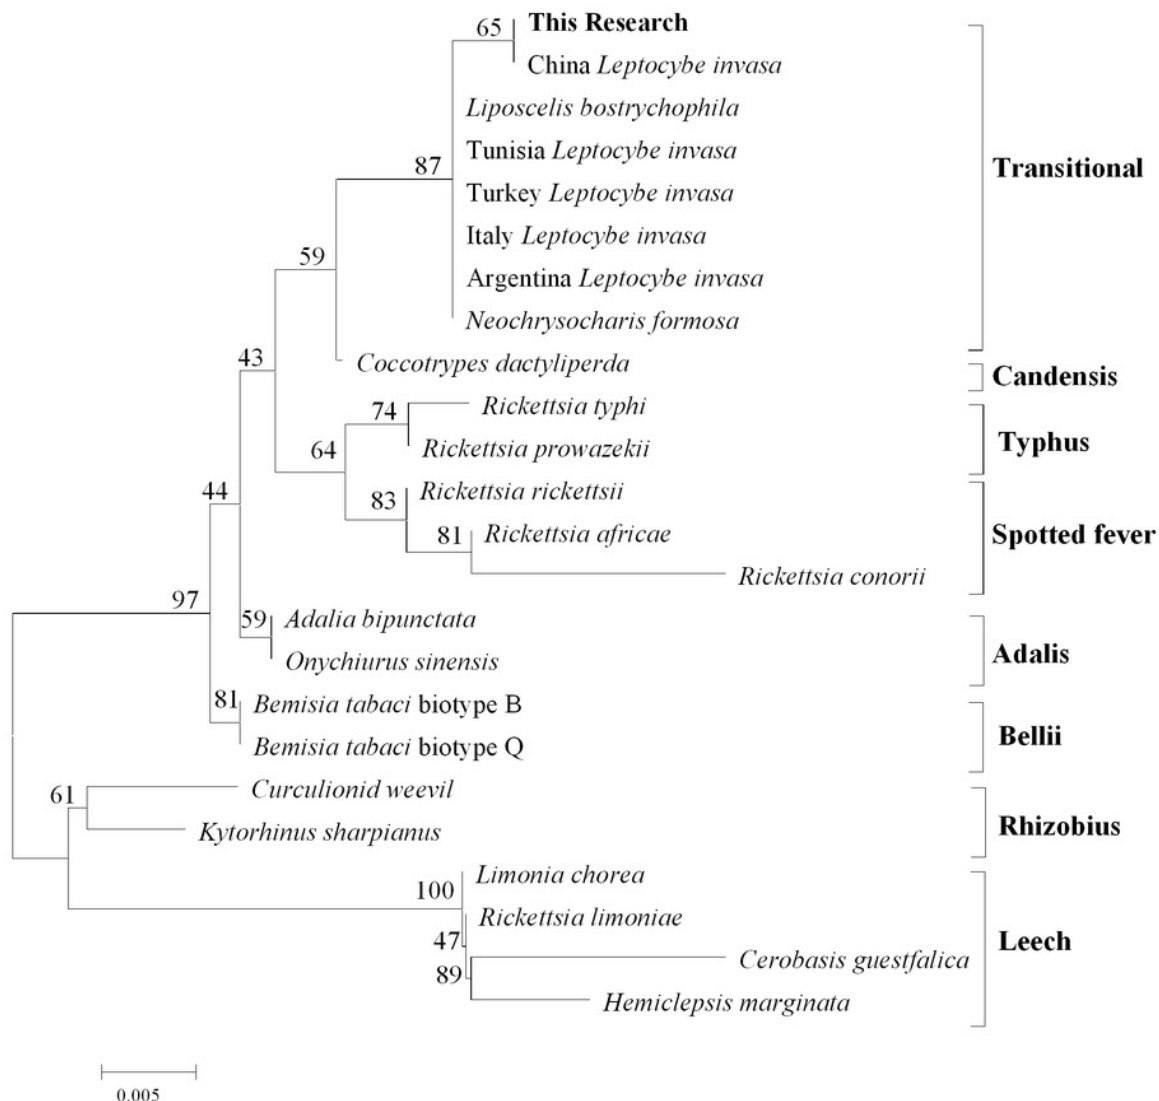 65
This Research
China Leptocybe invasa
Liposcelis bostrychophila
87
Tunisia Leptocybe invasa
Transitional
Turkey Leptocybe invasa
Italy Leptocybe invasa
59
Argentina Leptocybe invasa
Neochrysocharis formosa
43
Coccotrypes dactyliperda
Candensis
74
Rickettsia typhi
64
Rickettsia prowazekii
Typhus
44
83
Rickettsia rickettsii
81
Rickettsia africae
Spotted fever
Rickettsia conorii
97
59
Adalia bipunctata
Onychiurus sinensis
Adalis
81
Bemisia tabaci biotype B
Bemisia tabaci biotype Q
Bellii
61
Curculionid weevil
Kytorhinus sharpianus
Rhizobius
100
Limonia chorea
Rickettsia limoniae
47
Leech
89
Cerobasis guestfalica
Hemiclepsis marginata
0.005